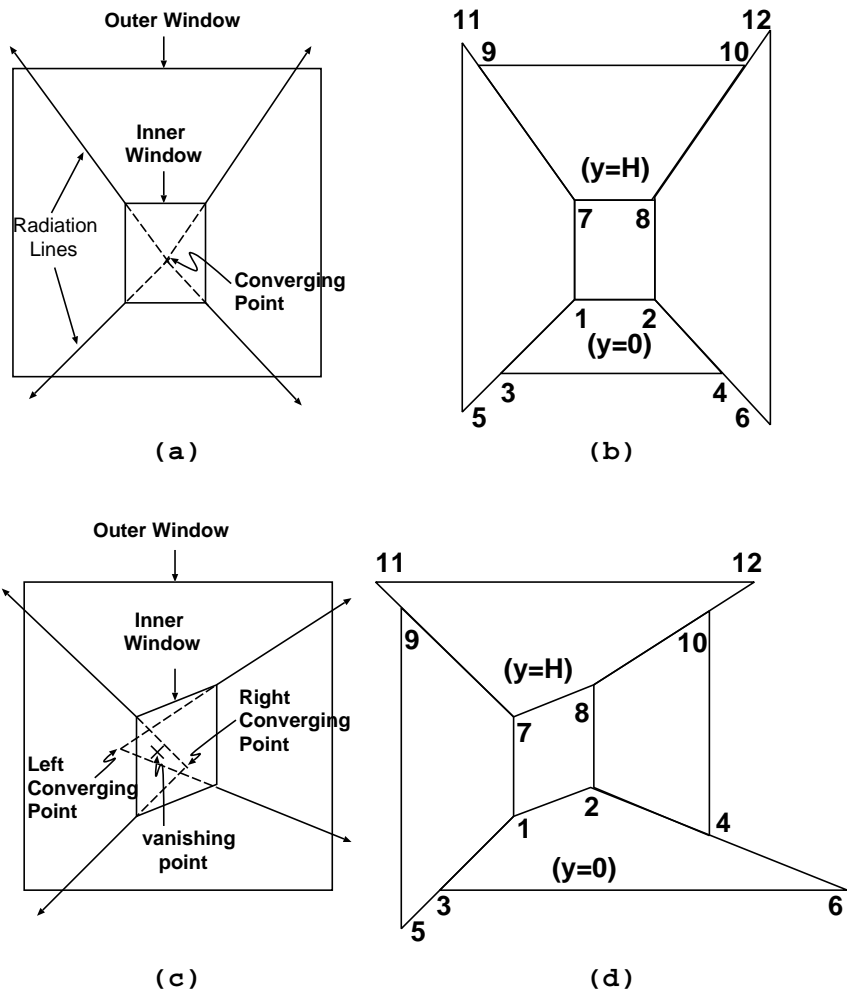 Outer Window
Inner
Window
Radiation
Lines
Converging
Point
(a)
11
12
9
10
(y=H)
7
8
1
2
(y=0)
3
4
5
6
(b)
Outer Window
Inner
Window
Right
Converging
Point
Left
Converging
Point
vanishing
point
(c)
11
12
9
10
(y=H)
7
8
1
2
4
(y=0)
3
6
5
(d)